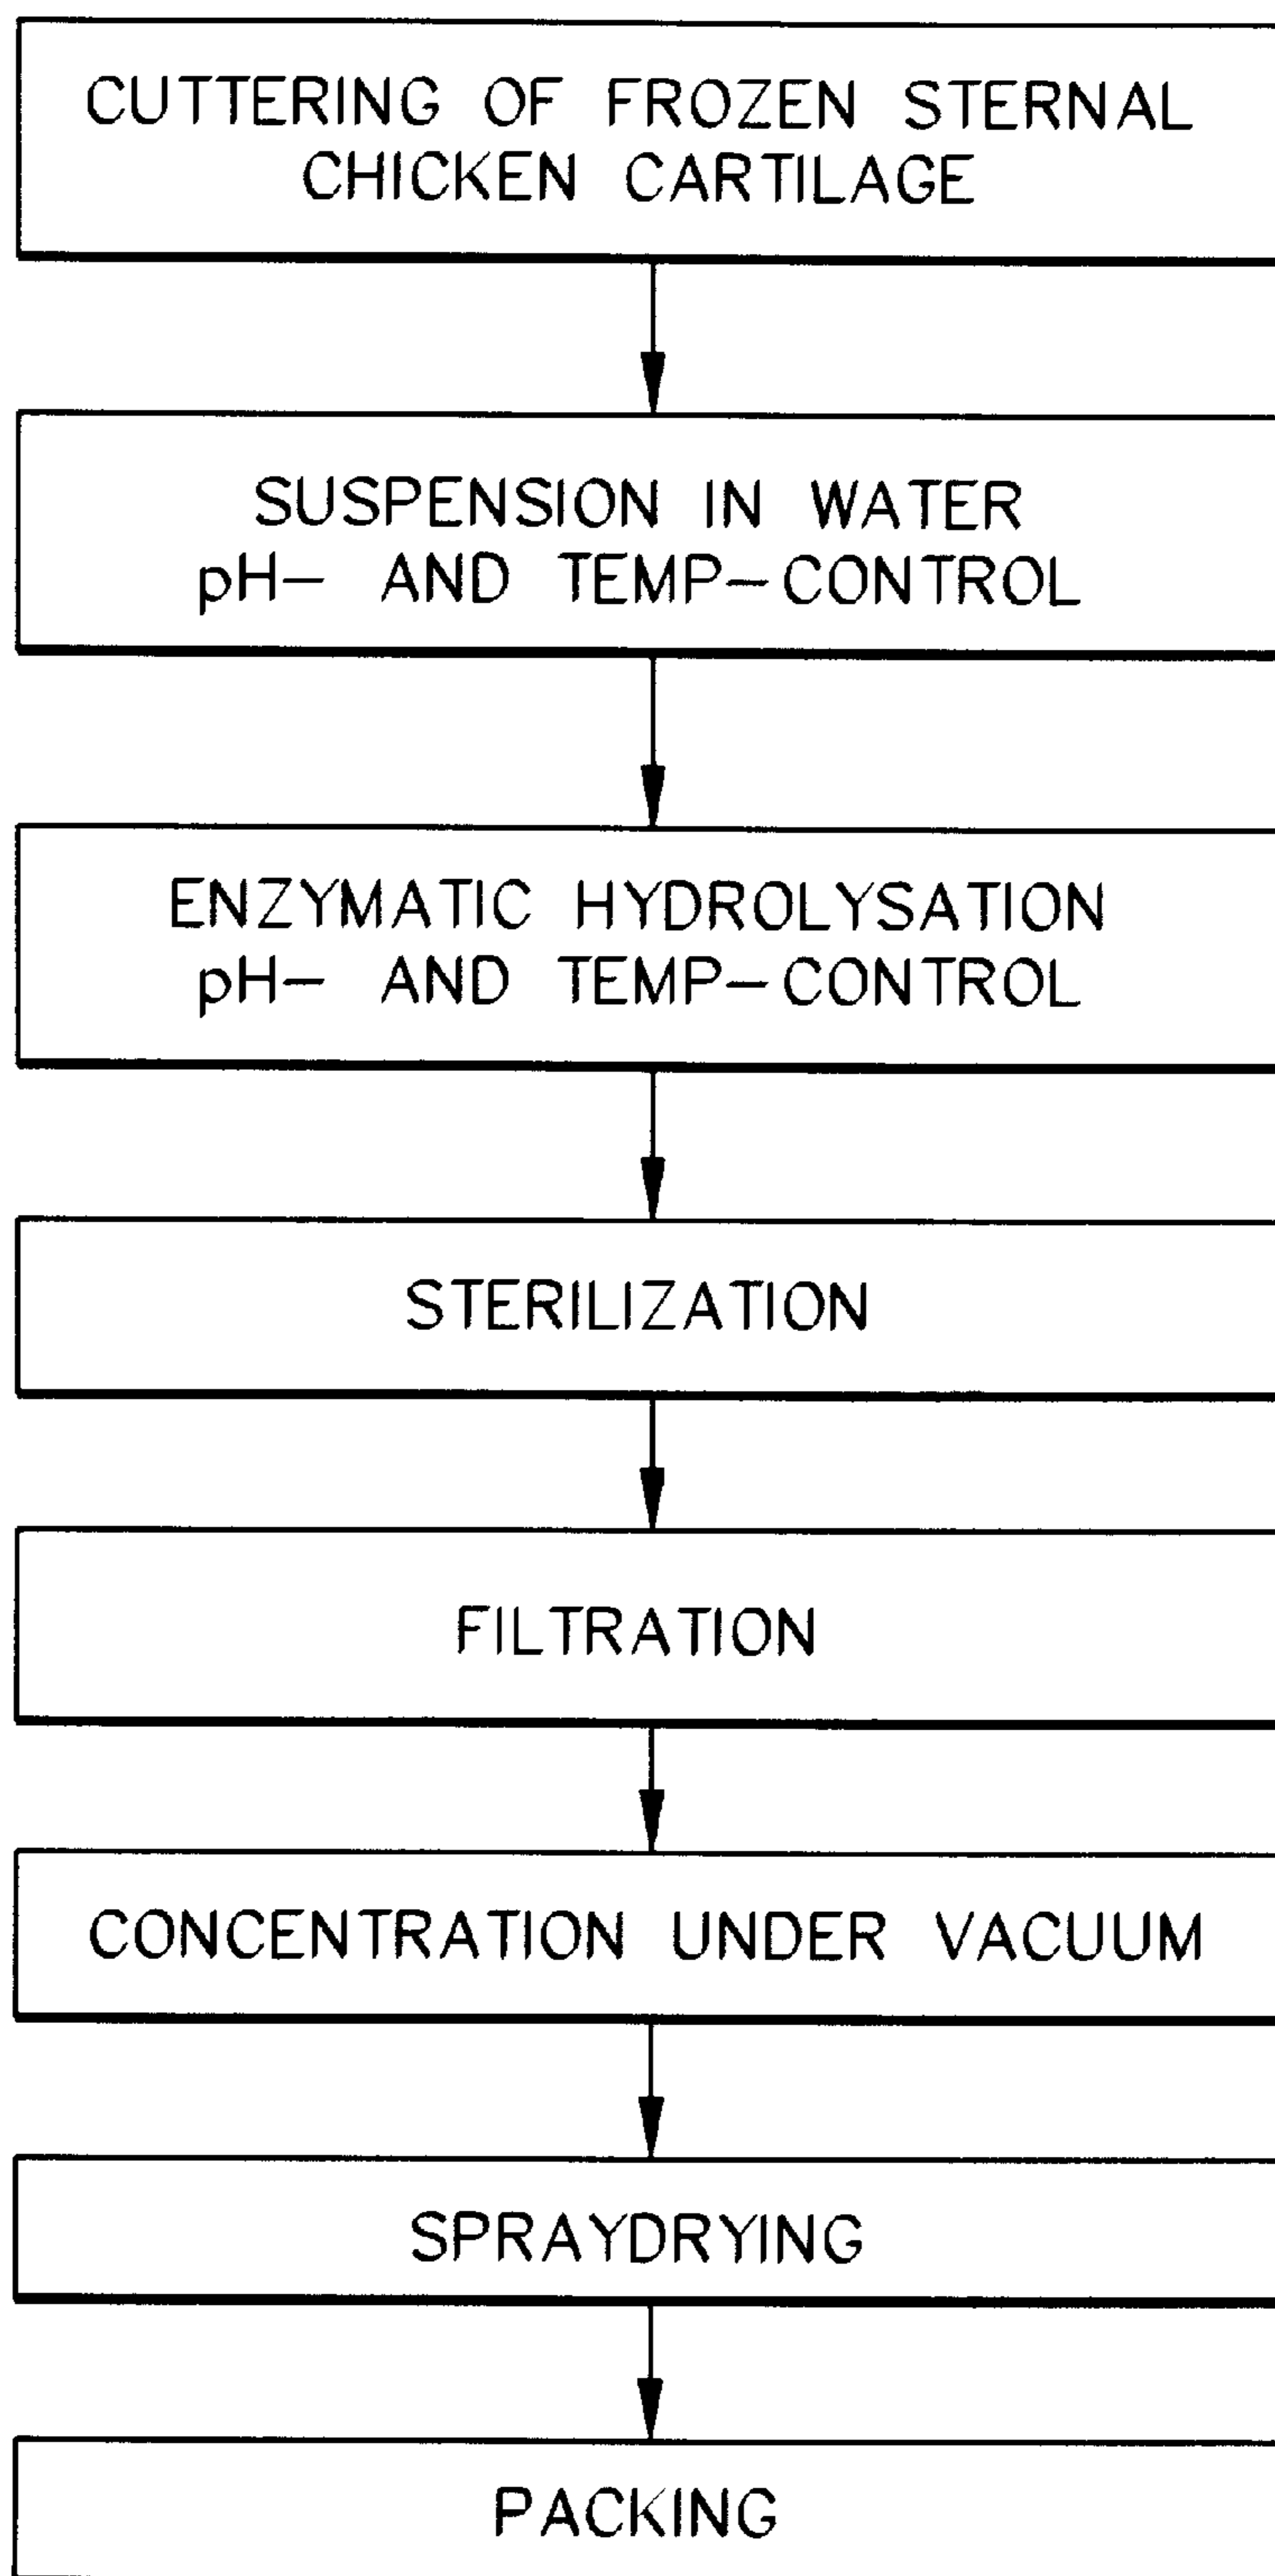 CUTTERING OF FROZEN STERNAL
CHICKEN CARTILAGE
SUSPENSION IN WATER
pH- AND TEMP-CONTROL
ENZYMATIC HYDROLYSATION
pH- AND TEMP-CONTROL
STERILIZATION
FILTRATION
CONCENTRATION UNDER VACUUM
SPRAYDRYING
PACKING